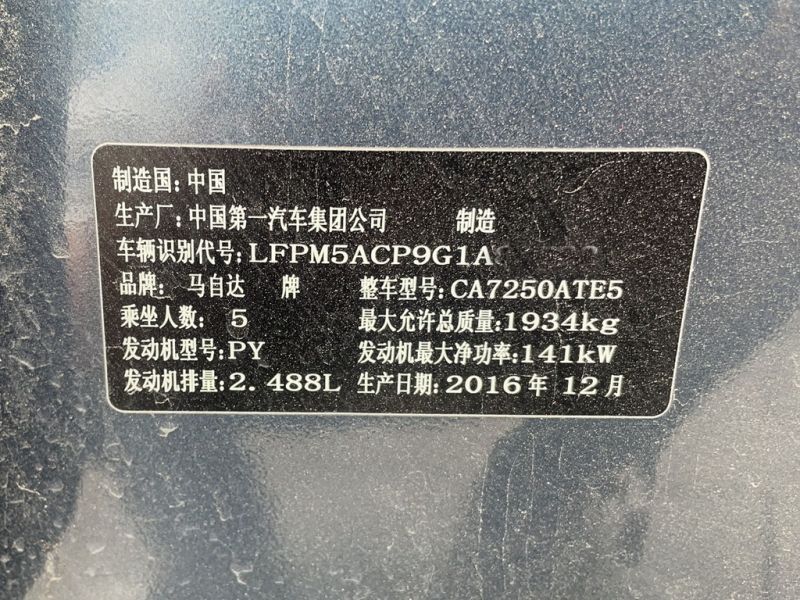 制造国:中国
生产厂:中国第一汽车集团公司 制造
车辆识别代号:LFPM5ACP9G1A
品牌: 马自达 牌 整车型号:CA7250ATE5
乘坐人数: 5 最大允许总质量:1934kg
发动机型号:PY 发动机最大净功率:141kW
发动机排量:2.488L 生产日期:2016年 12月